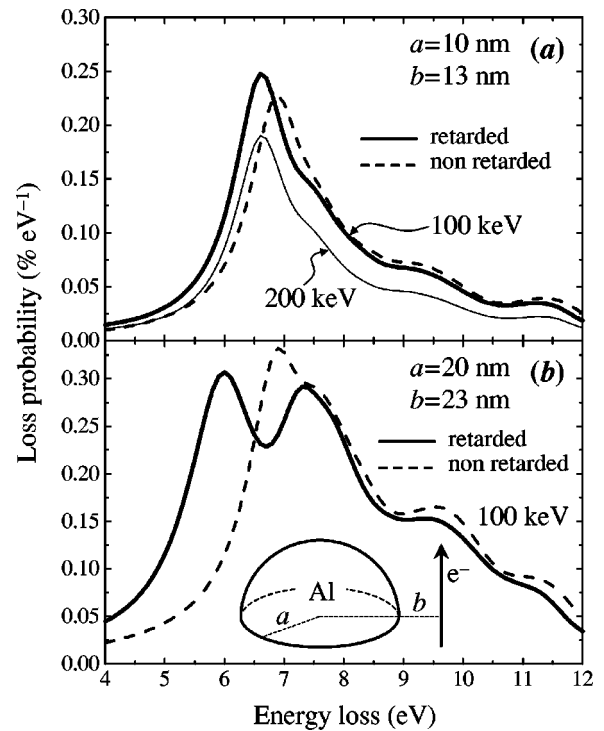 Loss probability (% eV⁻¹)
0.30
0.25
0.20
0.15
0.10
0.05
0.00
a=10 nm (a)
b=13 nm
retarded
non retarded
100 keV
200 keV
0.30
0.25
0.20
0.15
0.10
0.05
0.00
a=20 nm (b)
b=23 nm
retarded
non retarded
100 keV
Al
a
b
e⁻
4 5 6 7 8 9 10 11 12
Energy loss (eV)